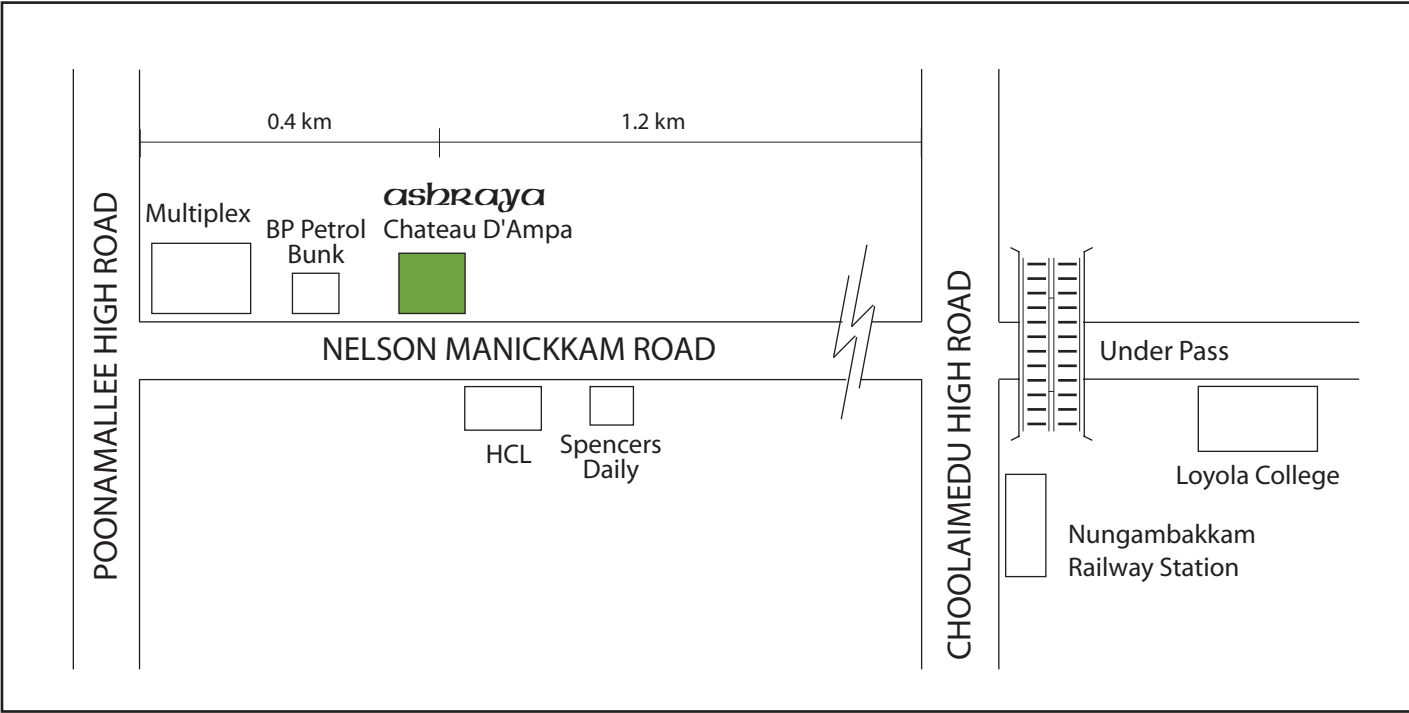 0.4 km
1.2 km
ashraya
Multiplex
BP Petrol
Bunk
Chateau D'Ampa
POONAMALLEE HIGH ROAD
NELSON MANICKKAM ROAD
CHOOLAIMEDU HIGH ROAD
Under Pass
HCL
Spencers
Daily
Loyola College
Nungambakkam
Railway Station